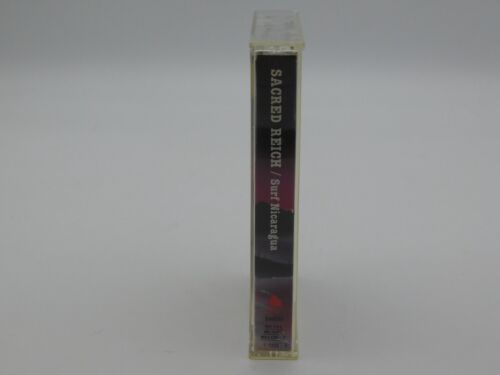 SACRED REICH / Surf Nicaragua